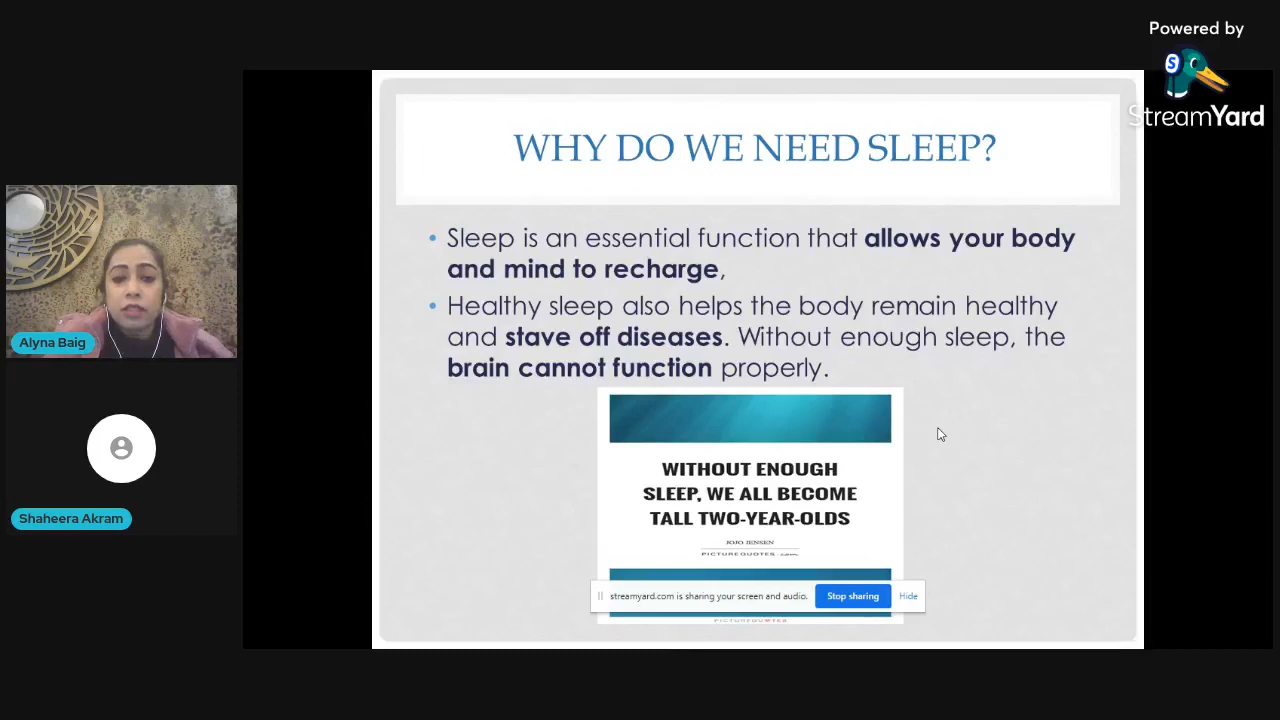 Powered by
StreamYard
WHY DO WE NEED SLEEP?
• Sleep is an essential function that allows your body
and mind to recharge,
• Healthy sleep also helps the body remain healthy
and stave off diseases. Without enough sleep, the
brain cannot function properly.
WITHOUT ENOUGH
SLEEP, WE ALL BECOME
TALL TWO-YEAR-OLDS
JOJO JENSEN
PICTUREQUOTES.com
streamyard.com is sharing your screen and audio.
Stop sharing
Hide
PICTUREQUOTES
Alyna Baig
Shaheera Akram